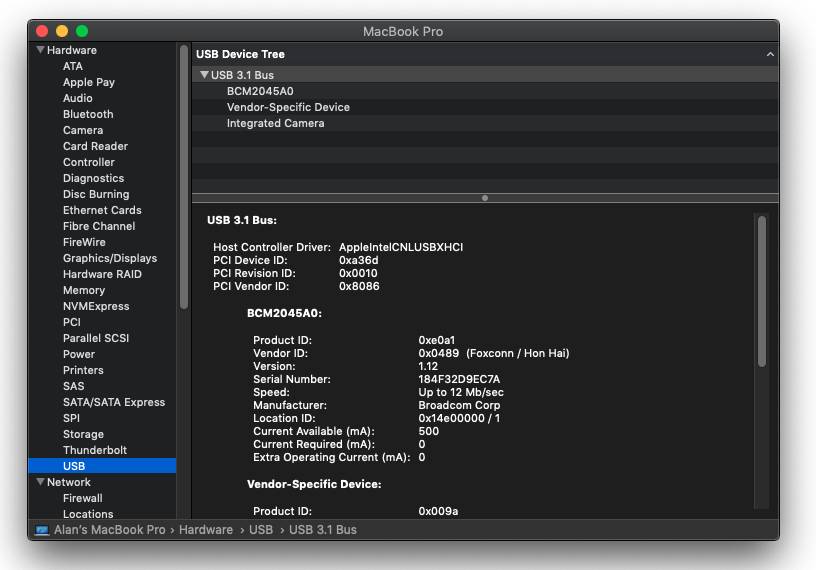 MacBook Pro
Hardware
ATA
Apple Pay
Audio
Bluetooth
Camera
Card Reader
Controller
Diagnostics
Disc Burning
Ethernet Cards
Fibre Channel
FireWire
Graphics/Displays
Hardware RAID
Memory
NVMExpress
PCI
Parallel SCSI
Power
Printers
SAS
SATA/SATA Express
SPI
Storage
Thunderbolt
USB
Network
Firewall
Locations
USB Device Tree
USB 3.1 Bus
BCM2045A0
Vendor-Specific Device
Integrated Camera
USB 3.1 Bus:
Host Controller Driver: AppleIntelCNLUSBXHCI
PCI Device ID: 0xa36d
PCI Revision ID: 0x0010
PCI Vendor ID: 0x8086
BCM2045A0:
Product ID: 0xe0a1
Vendor ID: 0x0489 (Foxconn / Hon Hai)
Version: 1.12
Serial Number: 184F32D9EC7A
Speed: Up to 12 Mb/sec
Manufacturer: Broadcom Corp
Location ID: 0x14e00000 / 1
Current Available (mA): 500
Current Required (mA): 0
Extra Operating Current (mA): 0
Vendor-Specific Device:
Product ID: 0x009a
Alan's MacBook Pro › Hardware › USB › USB 3.1 Bus